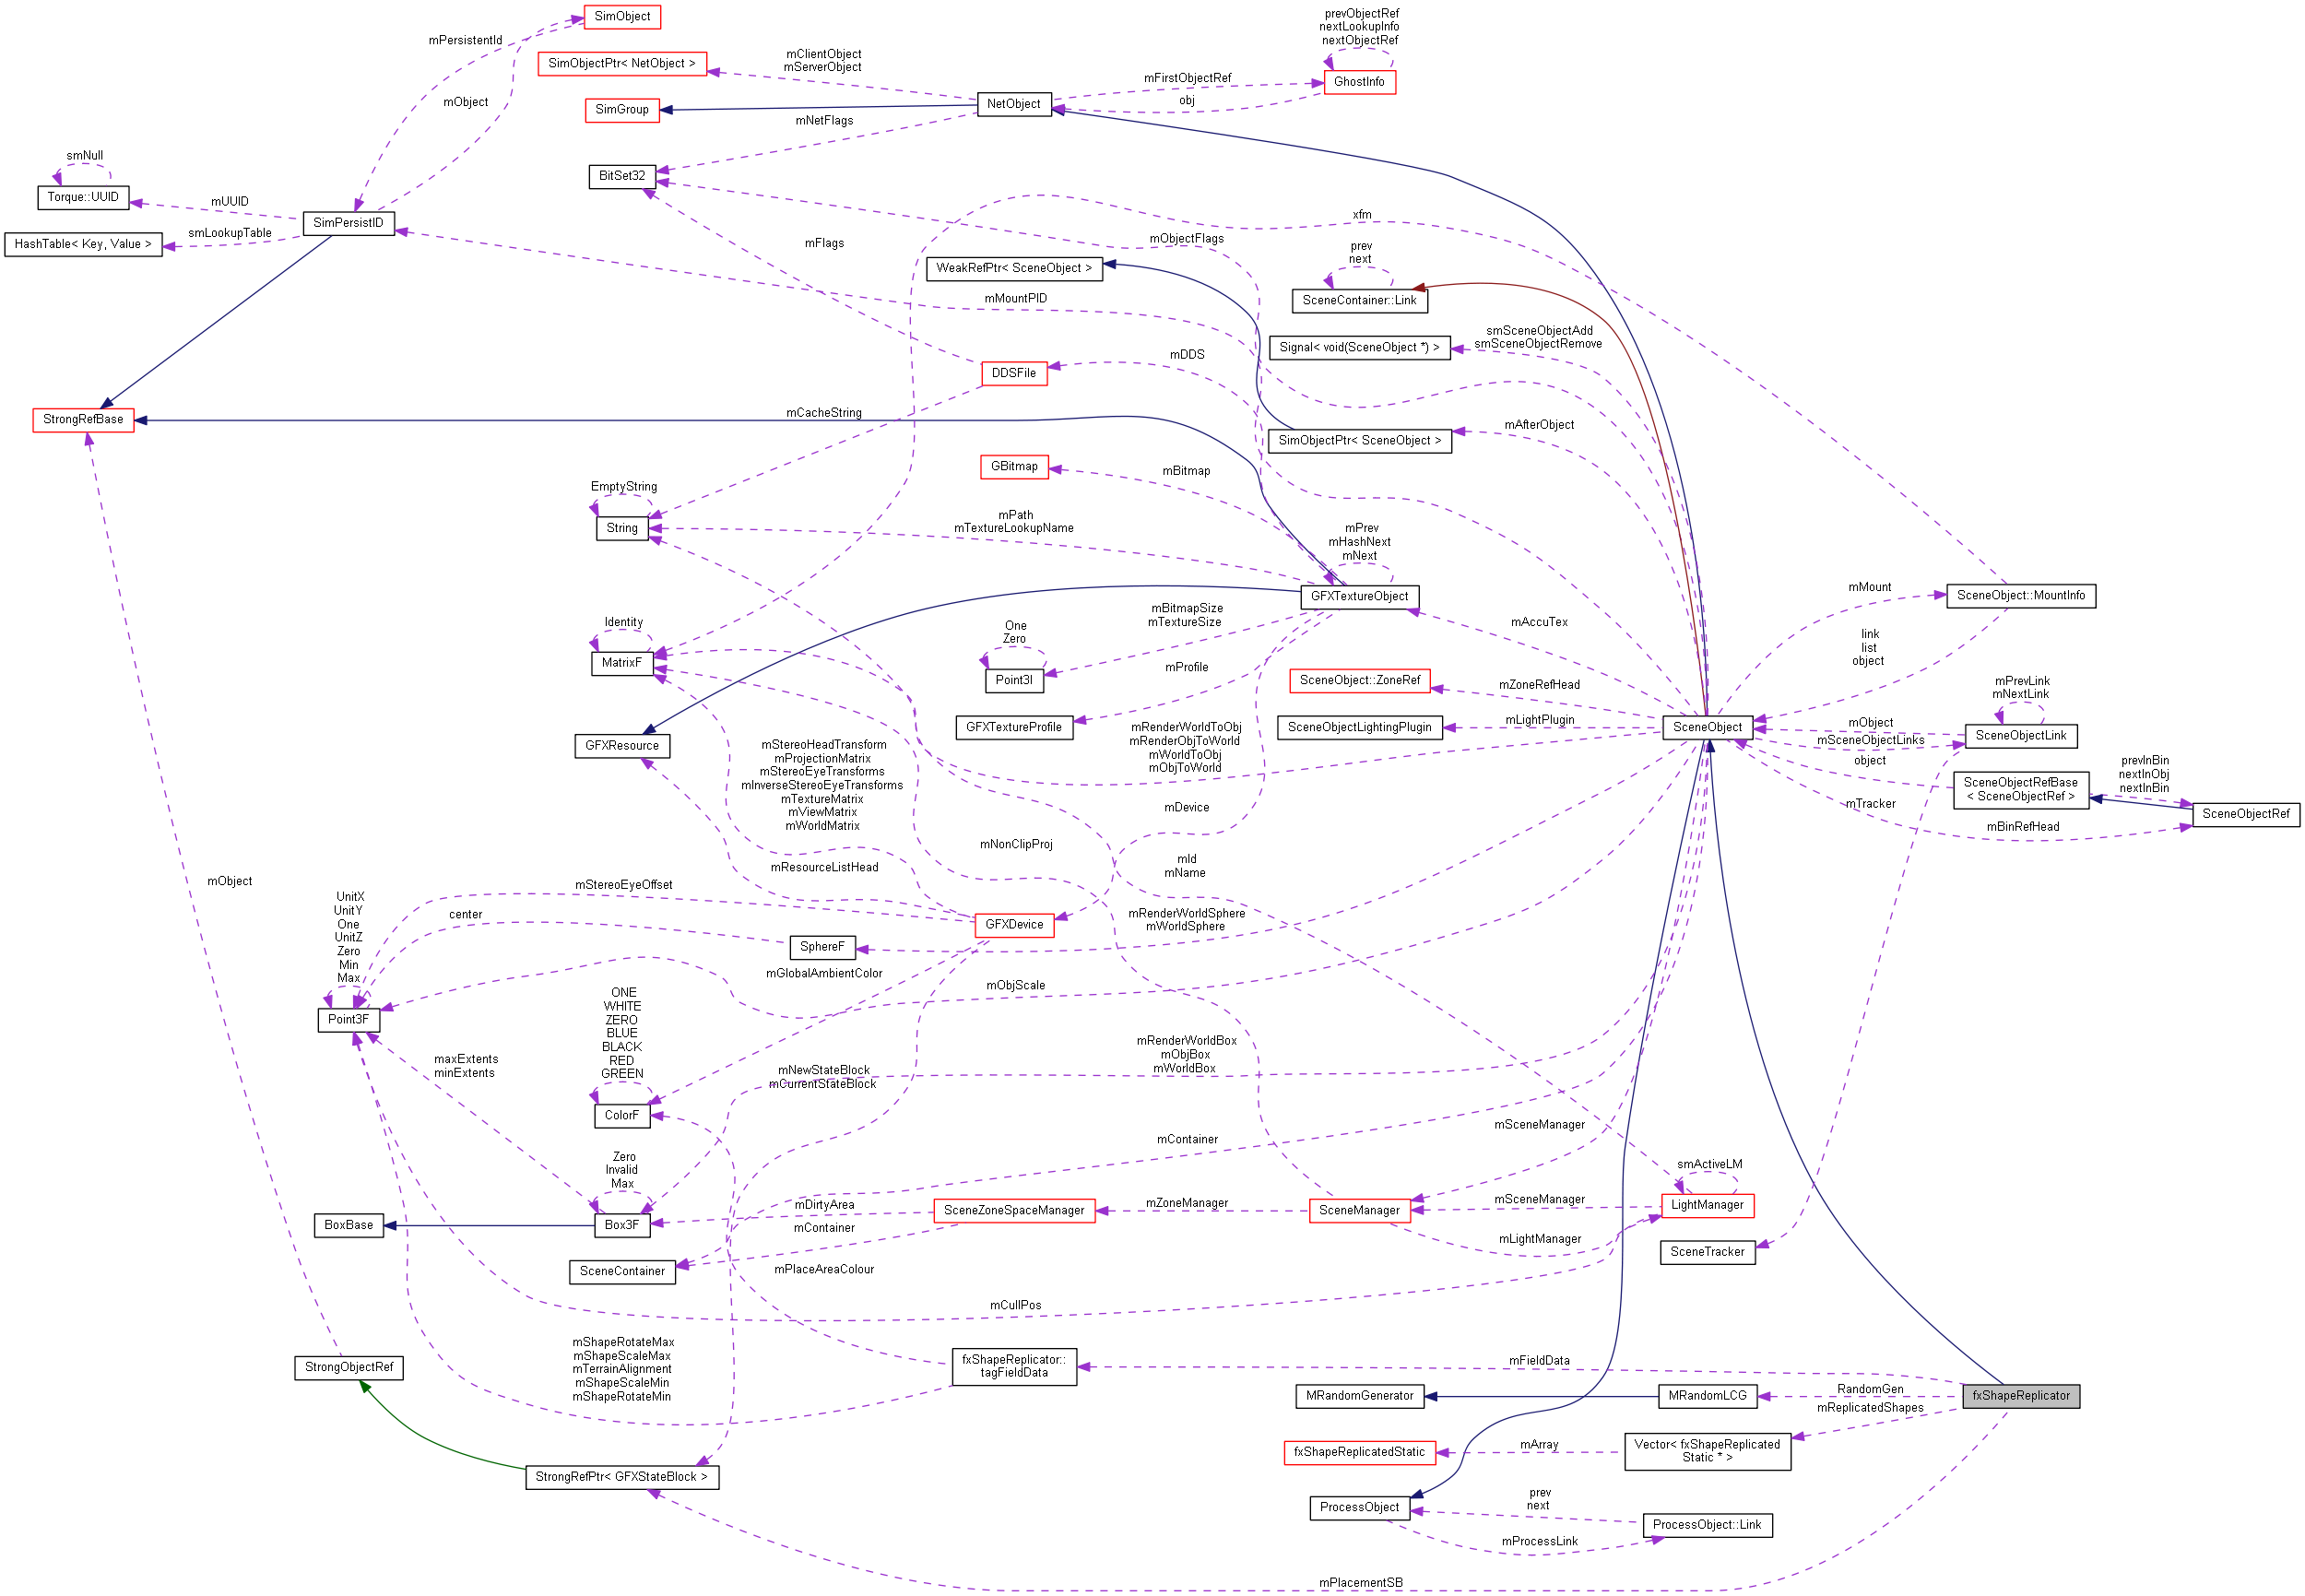 SimObject
prevObjectRef
nextLookupInfo
nextObjectRef
mPersistentId
mClientObject
mServerObject
SimObjectPtr< NetObject >
mFirstObjectRef
GhostInfo
mObject
SimGroup
NetObject
obj
mNetFlags
smNull
BitSet32
Torque::UUID
mUUID
SimPersistID
xfm
smLookupTable
HashTable< Key, Value >
mFlags
mObjectFlags
prev
next
WeakRefPtr< SceneObject >
mMountPID
SceneContainer::Link
smSceneObjectAdd
smSceneObjectRemove
Signal< void(SceneObject *) >
mDDS
DDSFile
mCacheString
StrongRefBase
mAfterObject
SimObjectPtr< SceneObject >
GBitmap
mBitmap
EmptyString
String
mPath
mTextureLookupName
mPrev
mHashNext
mNext
GFXTextureObject
mMount
SceneObject::MountInfo
mBitmapSize
mTextureSize
Identity
One
Zero
mAccuTex
link
list
object
MatrixF
Point3I
mProfile
SceneObject::ZoneRef
mZoneRefHead
mPrevLink
mNextLink
GFXTextureProfile
mRenderWorldToObj
mRenderObjToWorld
mWorldToObj
mObjToWorld
SceneObjectLightingPlugin
mLightPlugin
SceneObject
mObject
mSceneObjectLinks
SceneObjectLink
GFXResource
mStereoHeadTransform
mProjectionMatrix
mStereoEyeTransforms
mInverseStereoEyeTransforms
mTextureMatrix
mViewMatrix
mWorldMatrix
object
SceneObjectRefBase
< SceneObjectRef >
prevInBin
nextInObj
nextInBin
mDevice
mTracker
mBinRefHead
SceneObjectRef
mNonClipProj
mId
mName
mResourceListHead
mObject
mStereoEyeOffset
UnitX
UnitY
One
UnitZ
Zero
Min
Max
center
GFXDevice
mRenderWorldSphere
mWorldSphere
SphereF
mGlobalAmbientColor
mObjScale
Point3F
ONE
WHITE
ZERO
BLUE
BLACK
RED
GREEN
maxExtents
minExtents
mNewStateBlock
mCurrentStateBlock
mRenderWorldBox
mObjBox
mWorldBox
ColorF
mSceneManager
mContainer
Zero
Invalid
Max
smActiveLM
mDirtyArea
SceneZoneSpaceManager
mZoneManager
SceneManager
mSceneManager
LightManager
BoxBase
Box3F
mContainer
mLightManager
SceneTracker
SceneContainer
mPlaceAreaColour
mCullPos
mShapeRotateMax
mShapeScaleMax
mTerrainAlignment
mShapeScaleMin
mShapeRotateMin
StrongObjectRef
fxShapeReplicator::
tagFieldData
mFieldData
MRandomGenerator
MRandomLCG
RandomGen
fxShapeReplicator
mReplicatedShapes
fxShapeReplicatedStatic
mArray
Vector< fxShapeReplicated
Static * >
StrongRefPtr< GFXStateBlock >
ProcessObject
prev
next
ProcessObject::Link
mProcessLink
mPlacementSB